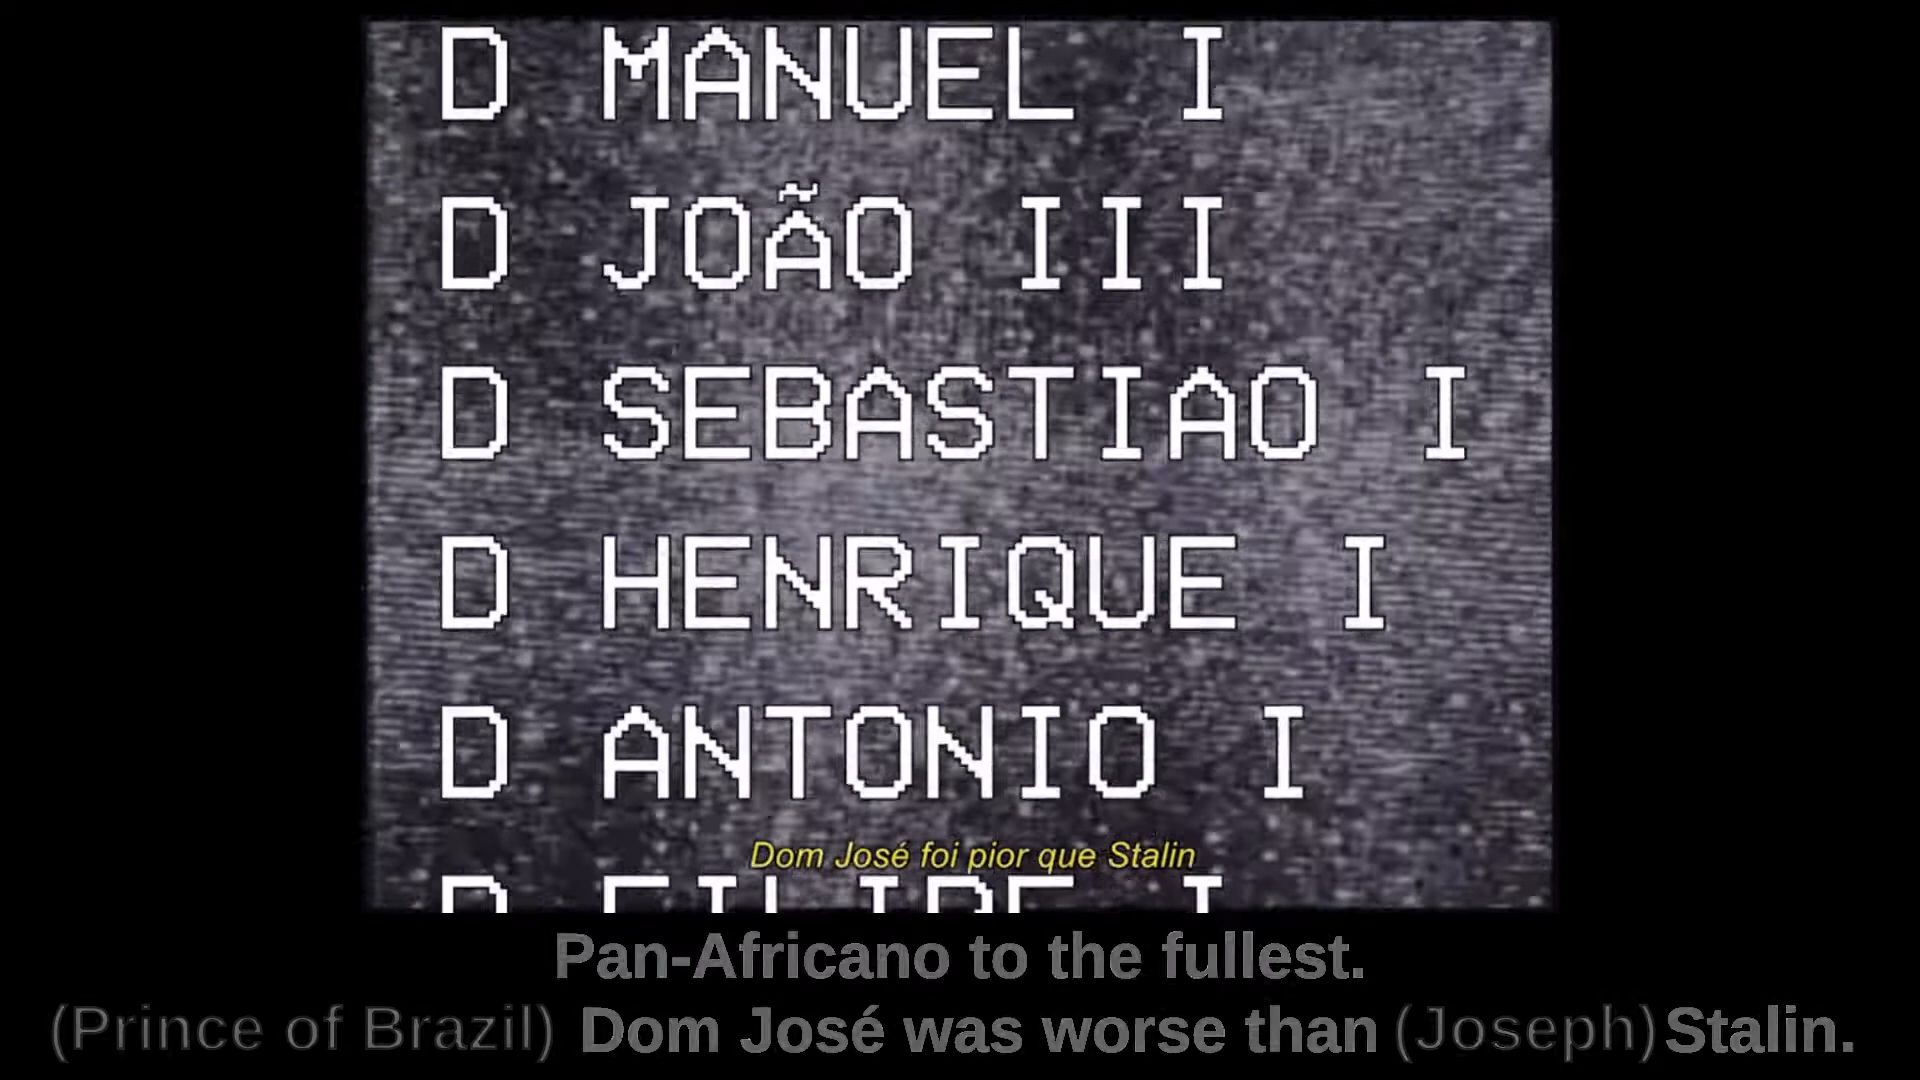 D MANUEL I
D JOÃO III
D SEBASTIAO I
D HENRIQUE I
D ANTONIO I
Dom José foi pior que Stalin
D FILIPE I
Pan-Africano to the fullest.
(Prince of Brazil) Dom José was worse than (Joseph) Stalin.